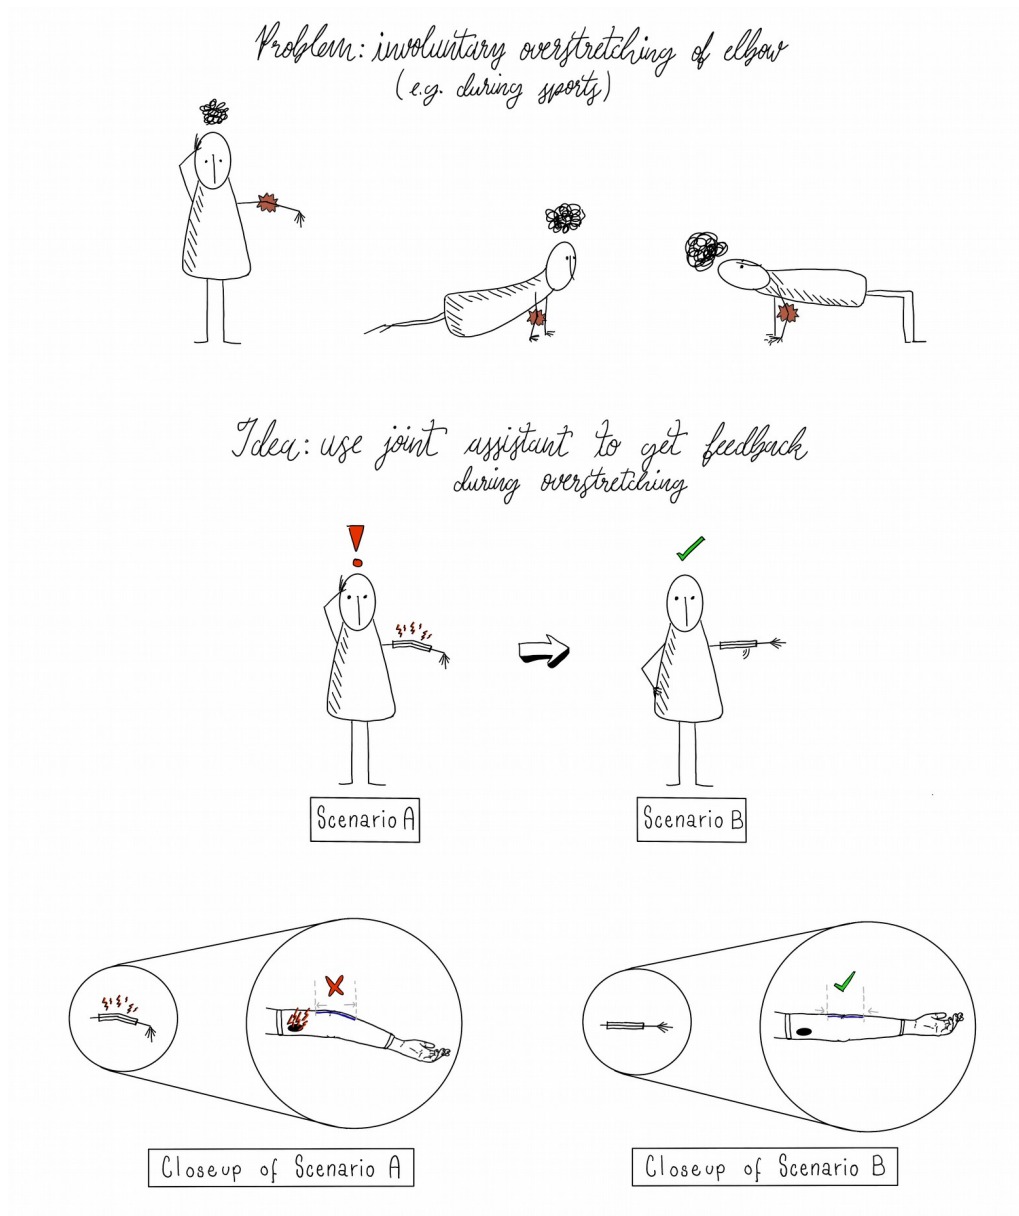 Problem: involuntary overstretching of elbow
(e.g. during sports)
Idea: use joint assistant to get feedback
during overstretching
Scenario A
Scenario B
Closeup of Scenario A
Closeup of Scenario B